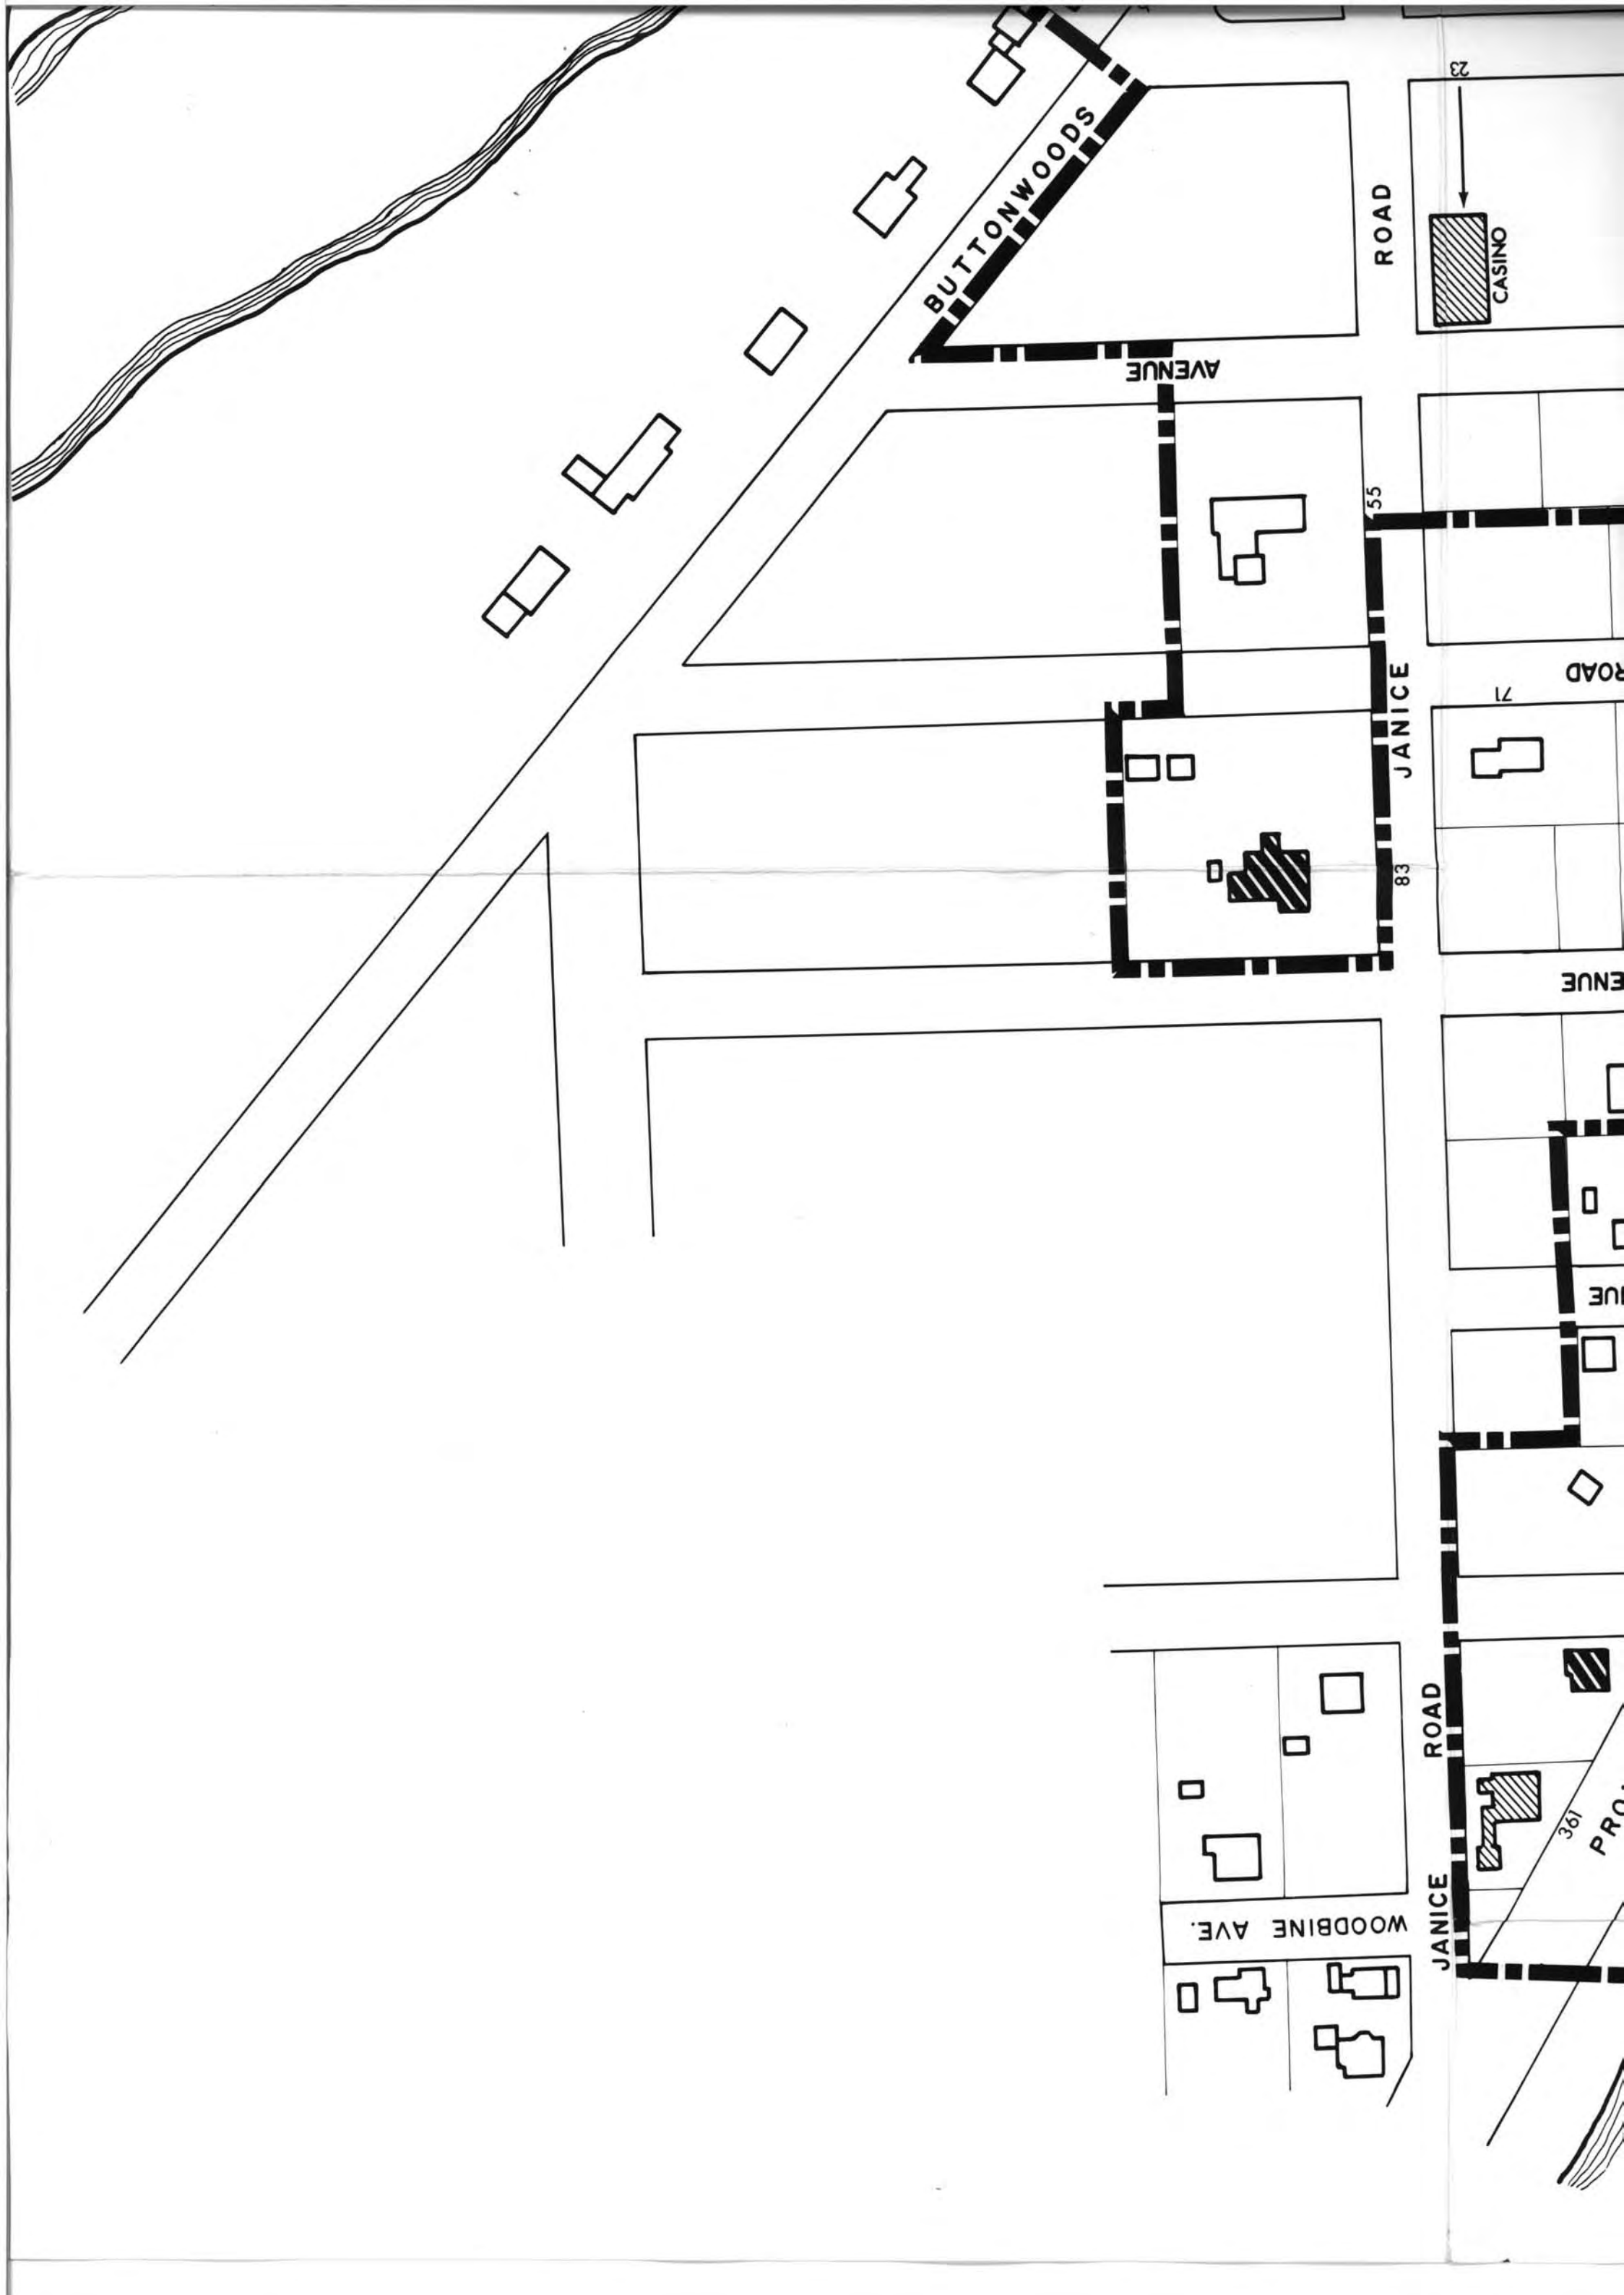 23
BUTTONWOODS
ROAD
CASINO
AVENUE
55
JANICE
ROAD
71
83
ENUE
UE
ROAD
361
PRO
JANICE
WOODBINE AVE.